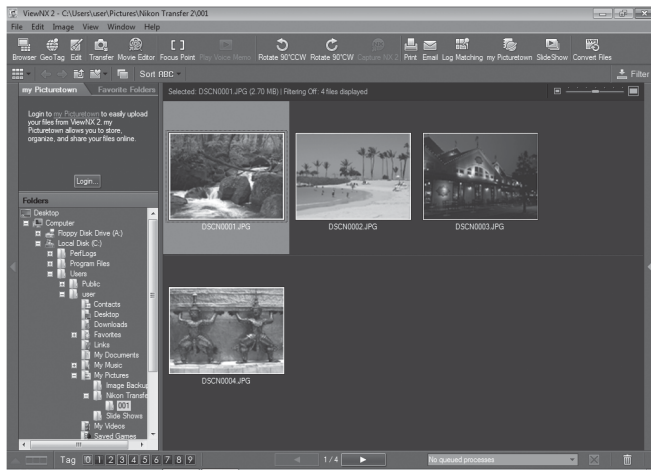 ViewNX 2 - C:\Users\user\Pictures\Nikon Transfer 2\001
File Edit Image View Window Help
Browser GeoTag Edit Transfer Movie Editor Focus Point Play Voice Memo Rotate 90°CCW Rotate 90°CW Capture NX 2 Print Email Log Matching my Picturetown SlideShow Convert Files
Sort ABC Filter
my Picturetown Favorite Folders
Selected: DSCN0001.JPG (2.70 MB) | Filtering Off: 4 files displayed
Login to my Picturetown to easily upload
your files from ViewNX 2. my
Picturetown allows you to store,
organize, and share your files online.
Login...
DSCN0001.JPG
DSCN0002.JPG
DSCN0003.JPG
Folders
Desktop
Computer
Floppy Disk Drive (A:)
Local Disk (C:)
PerfLogs
Program Files
Users
Public
user
Contacts
Desktop
Downloads
Favorites
Links
My Documents
My Music
My Pictures
Image Backup
Nikon Transfe
001
Slide Shows
My Videos
Saved Games
DSCN0004.JPG
Tag 0 1 2 3 4 5 6 7 8 9
1 / 4
No queued processes